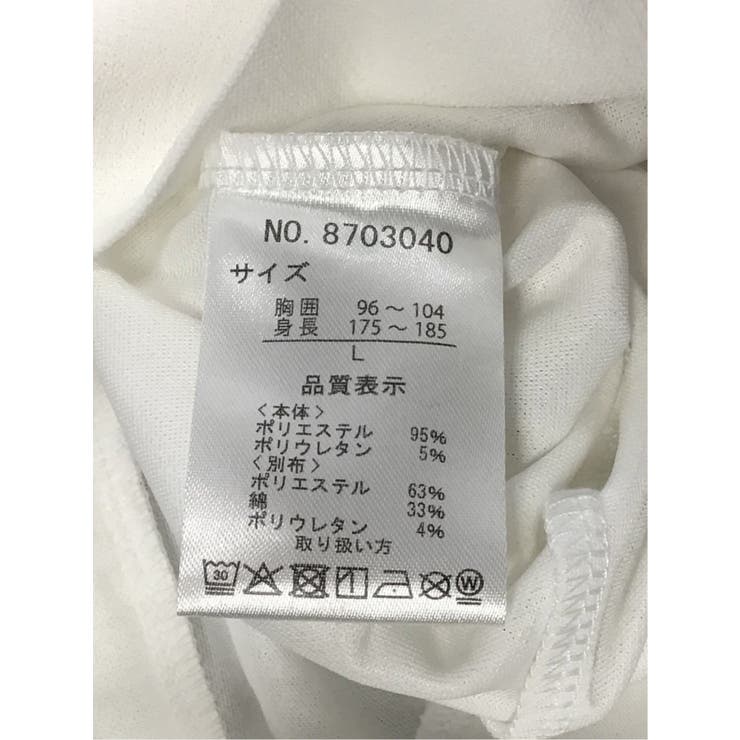 NO. 8703040
サイズ
胸囲 96～104
身長 175～185
L
品質表示
＜本体＞
ポリエステル 95%
ポリウレタン 5%
＜別布＞
ポリエステル 63%
綿 33%
ポリウレタン 4%
取り扱い方
30
W